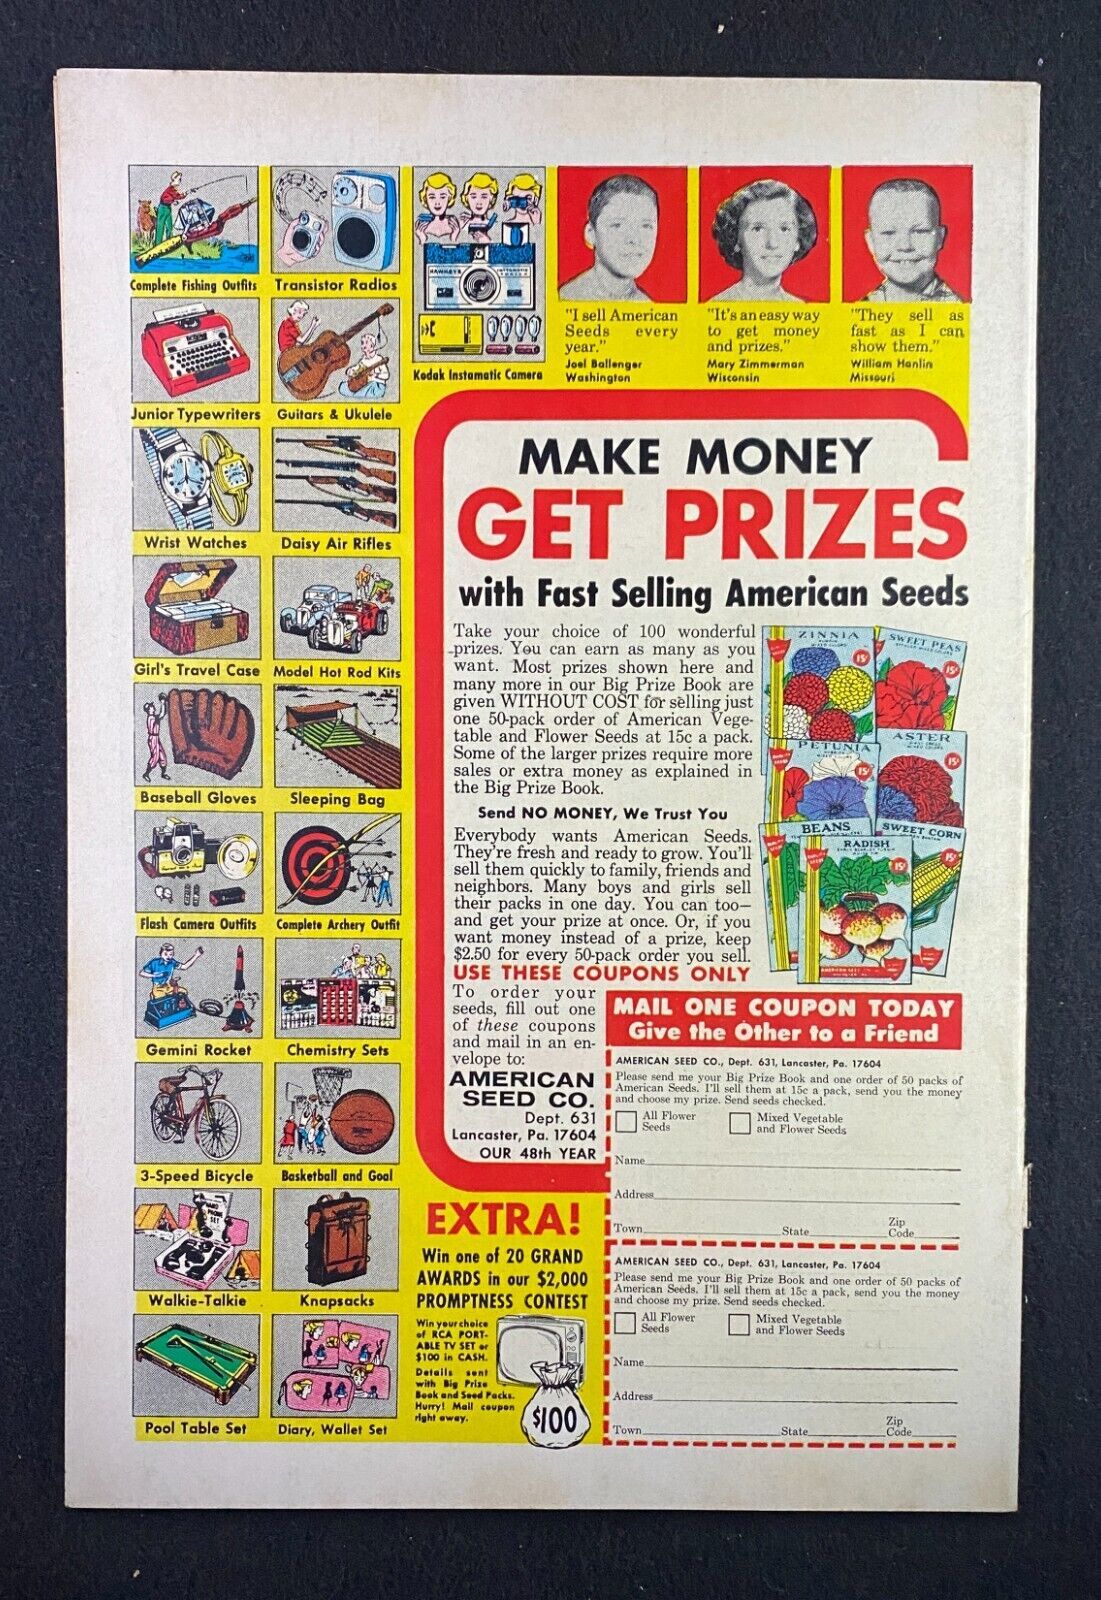 Complete Fishing Outfits
Transistor Radios
HAWKEYE INSTAMATIC
Kodak Instamatic Camera
Junior Typewriters
Guitars & Ukulele
Wrist Watches
Daisy Air Rifles
Girl's Travel Case
Model Hot Rod Kits
Baseball Gloves
Sleeping Bag
Flash Camera Outfits
Complete Archery Outfit
Gemini Rocket
Chemistry Sets
3-Speed Bicycle
Basketball and Goal
Walkie-Talkie
Knapsacks
Pool Table Set
Diary, Wallet Set
"I sell American
Seeds every
year."
Joel Ballenger
Washington
"It's an easy way
to get money
and prizes."
Mary Zimmerman
Wisconsin
"They sell as
fast as I can
show them."
William Hanlin
Missouri
MAKE MONEY
GET PRIZES
with Fast Selling American Seeds
Take your choice of 100 wonderful
prizes. You can earn as many as you
want. Most prizes shown here and
many more in our Big Prize Book are
given WITHOUT COST for selling just
one 50-pack order of American Vege-
table and Flower Seeds at 15c a pack.
Some of the larger prizes require more
sales or extra money as explained in
the Big Prize Book.
Send NO MONEY, We Trust You
Everybody wants American Seeds.
They're fresh and ready to grow. You'll
sell them quickly to family, friends and
neighbors. Many boys and girls sell
their packs in one day. You can too—
and get your prize at once. Or, if you
want money instead of a prize, keep
$2.50 for every 50-pack order you sell.
USE THESE COUPONS ONLY
ZINNIA
15¢
SWEET PEAS
15¢
PETUNIA
15¢
ASTER
15¢
BEANS
SWEET CORN
15¢
RADISH
15¢
To order your
seeds, fill out one
of these coupons
and mail in an en-
velope to:
AMERICAN
SEED CO.
Dept. 631
Lancaster, Pa. 17604
OUR 48th YEAR
MAIL ONE COUPON TODAY
Give the Other to a Friend
AMERICAN SEED CO., Dept. 631, Lancaster, Pa. 17604
Please send me your Big Prize Book and one order of 50 packs of
American Seeds. I'll sell them at 15c a pack, send you the money
and choose my prize. Send seeds checked.
All Flower
Seeds
Mixed Vegetable
and Flower Seeds
Name
Address
Town State Zip
Code
AMERICAN SEED CO., Dept. 631, Lancaster, Pa. 17604
Please send me your Big Prize Book and one order of 50 packs of
American Seeds. I'll sell them at 15c a pack, send you the money
and choose my prize. Send seeds checked.
All Flower
Seeds
Mixed Vegetable
and Flower Seeds
Name
Address
Town State Zip
Code
EXTRA!
Win one of 20 GRAND
AWARDS in our $2,000
PROMPTNESS CONTEST
Win your choice
of RCA PORT-
ABLE TV SET or
$100 in CASH.
Details sent
with Big Prize
Book and Seed Packs.
Hurry! Mail coupon
right away.
$100